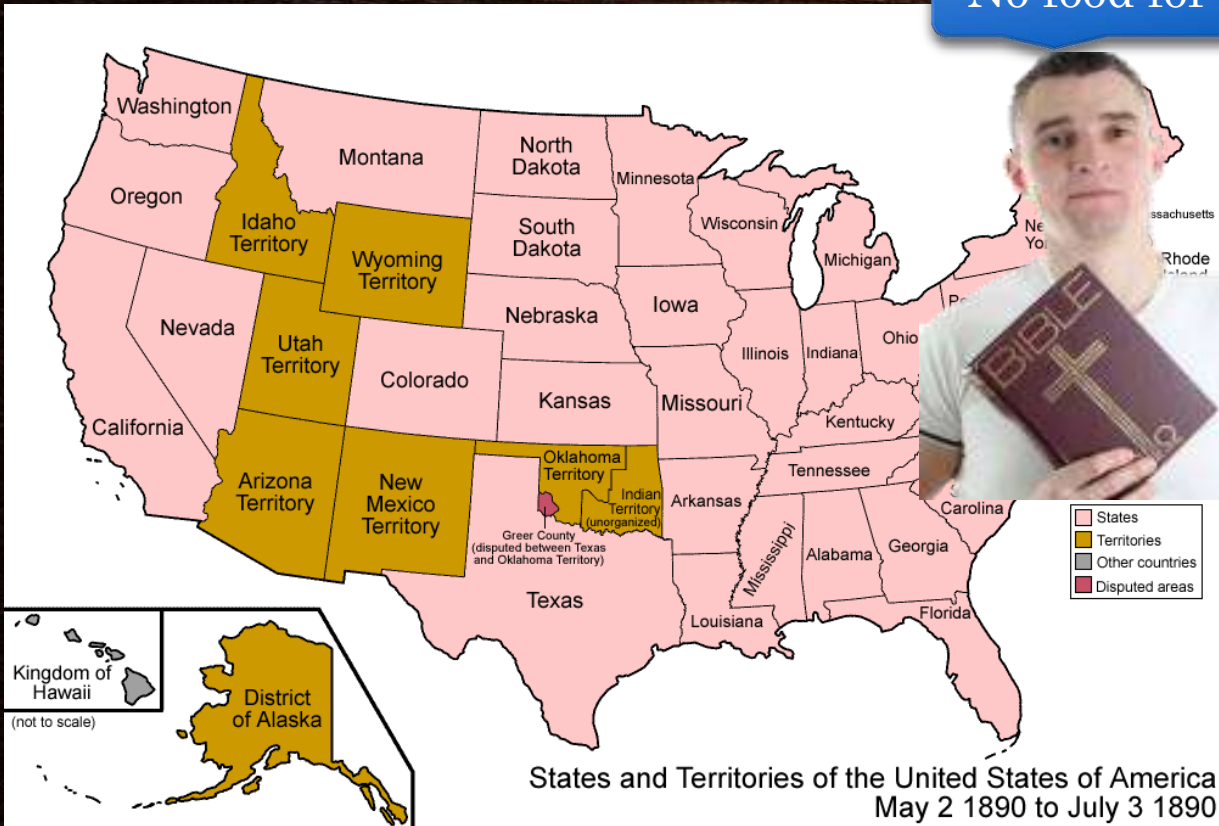 No food for
Washington
Montana
North
Dakota
Minnesota
Oregon
Idaho
Territory
South
Dakota
Wisconsin
ssachusetts
Ne
Yo
Wyoming
Territory
Michigan
Rhode
Nevada
Nebraska
Iowa
Utah
Territory
Illinois
Indiana
Ohio
BIBLE
Colorado
Kansas
Missouri
California
Kentucky
Oklahoma
Territory
Tennessee
Arizona
Territory
New
Mexico
Territory
Indian
Territory
(unorganized)
Arkansas
Carolina
Greer County
(disputed between Texas
and Oklahoma Territory)
Mississippi
Alabama
Georgia
States
Territories
Other countries
Disputed areas
Texas
Louisiana
Florida
Kingdom of
Hawaii
(not to scale)
District
of Alaska
States and Territories of the United States of America
May 2 1890 to July 3 1890